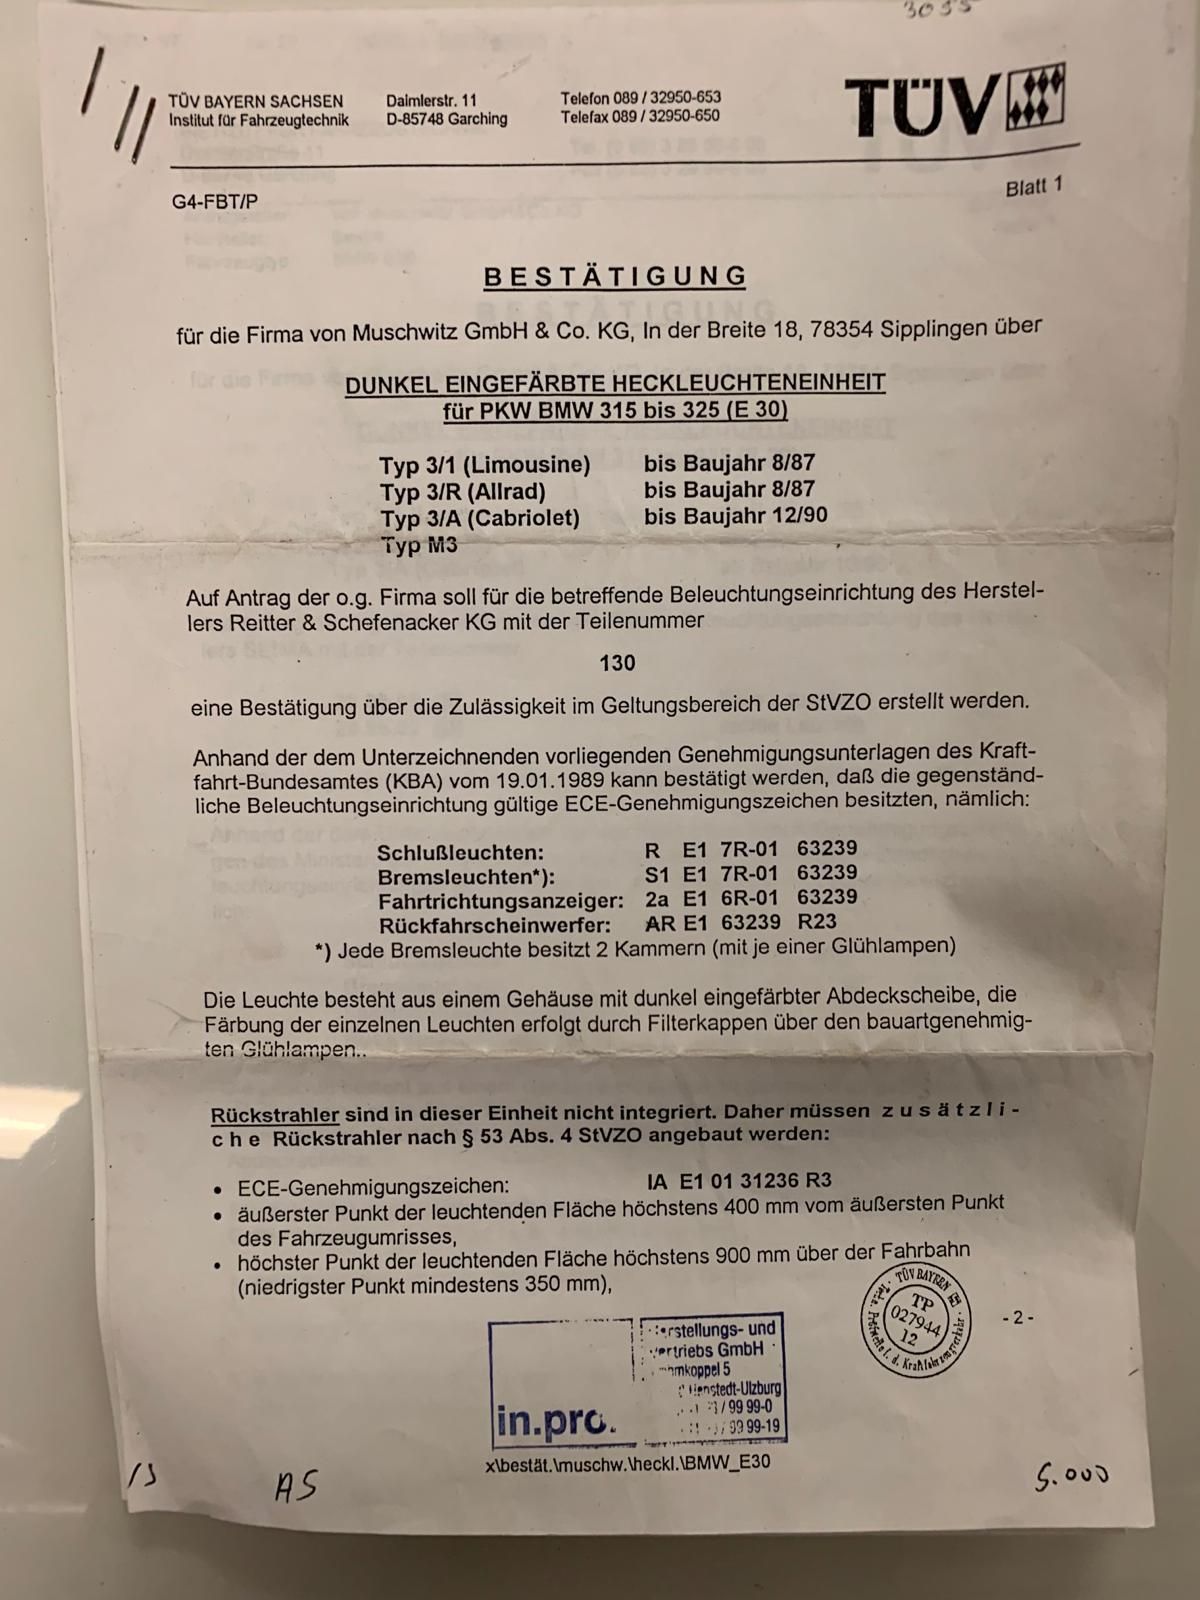 3055
TÜV BAYERN SACHSEN
Institut für Fahrzeugtechnik
Daimlerstr. 11
D-85748 Garching
Telefon 089 / 32950-653
Telefax 089 / 32950-650
TÜV
G4-FBT/P
Blatt 1
BESTÄTIGUNG
für die Firma von Muschwitz GmbH & Co. KG, In der Breite 18, 78354 Sipplingen über
DUNKEL EINGEFÄRBTE HECKLEUCHTENEINHEIT
für PKW BMW 315 bis 325 (E 30)
Typ 3/1 (Limousine) bis Baujahr 8/87
Typ 3/R (Allrad) bis Baujahr 8/87
Typ 3/A (Cabriolet) bis Baujahr 12/90
Typ M3
Auf Antrag der o.g. Firma soll für die betreffende Beleuchtungseinrichtung des Herstel-
lers Reitter & Schefenacker KG mit der Teilenummer
130
eine Bestätigung über die Zulässigkeit im Geltungsbereich der StVZO erstellt werden.
Anhand der dem Unterzeichnenden vorliegenden Genehmigungsunterlagen des Kraft-
fahrt-Bundesamtes (KBA) vom 19.01.1989 kann bestätigt werden, daß die gegenständ-
liche Beleuchtungseinrichtung gültige ECE-Genehmigungszeichen besitzten, nämlich:
Schlußleuchten: R E1 7R-01 63239
Bremsleuchten*): S1 E1 7R-01 63239
Fahrtrichtungsanzeiger: 2a E1 6R-01 63239
Rückfahrscheinwerfer: AR E1 63239 R23
*) Jede Bremsleuchte besitzt 2 Kammern (mit je einer Glühlampen)
Die Leuchte besteht aus einem Gehäuse mit dunkel eingefärbter Abdeckscheibe, die
Färbung der einzelnen Leuchten erfolgt durch Filterkappen über den bauartgenehmig-
ten Glühlampen..
Rückstrahler sind in dieser Einheit nicht integriert. Daher müssen zusätzli-
che Rückstrahler nach § 53 Abs. 4 StVZO angebaut werden:
• ECE-Genehmigungszeichen: IA E1 01 31236 R3
• äußerster Punkt der leuchtenden Fläche höchstens 400 mm vom äußersten Punkt
des Fahrzeugumrisses,
• höchster Punkt der leuchtenden Fläche höchstens 900 mm über der Fahrbahn
(niedrigster Punkt mindestens 350 mm),
TÜV BAYERN
TP
027944
12
f. d. Kraftfahrzeugverkehr
- 2 -
in.pro.
und
GmbH
5
99-0
99-19
x\bestät.\muschw.\heckl.\BMW_E30
AS
5.000